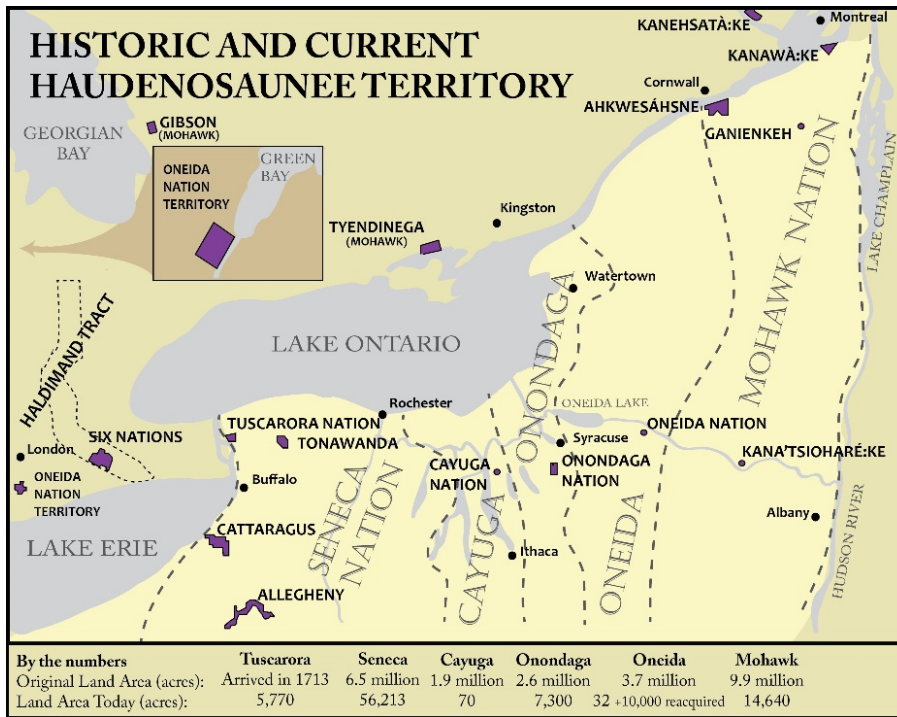 HISTORIC AND CURRENT
HAUDENOSAUNEE TERRITORY
KANEHSATÀ:KE
Montreal
KANAWÀ:KE
Cornwall
AHKWESÁHSNE
GANIENKEH
GEORGIAN
BAY
GIBSON
(MOHAWK)
ONEIDA
NATION
TERRITORY
GREEN
BAY
TYENDINEGA
(MOHAWK)
Kingston
Watertown
MOHAWK NATION
LAKE CHAMPLAIN
HALDIMAND TRACT
LAKE ONTARIO
ONONDAGA
Rochester
ONEIDA LAKE
TUSCARORA NATION
TONAWANDA
SIX NATIONS
London
ONEIDA
NATION
TERRITORY
Buffalo
SENECA
NATION
CAYUGA
NATION
CAYUGA
Syracuse
ONONDAGA
NATION
ONEIDA NATION
KANA'TSIOHARÉ:KE
Albany
HUDSON RIVER
LAKE ERIE
CATTARAGUS
Ithaca
ONEIDA
ALLEGHENY
By the numbers Tuscarora Seneca Cayuga Onondaga Oneida Mohawk
Original Land Area (acres): Arrived in 1713 6.5 million 1.9 million 2.6 million 3.7 million 9.9 million
Land Area Today (acres): 5,770 56,213 70 7,300 32 +10,000 reacquired 14,640